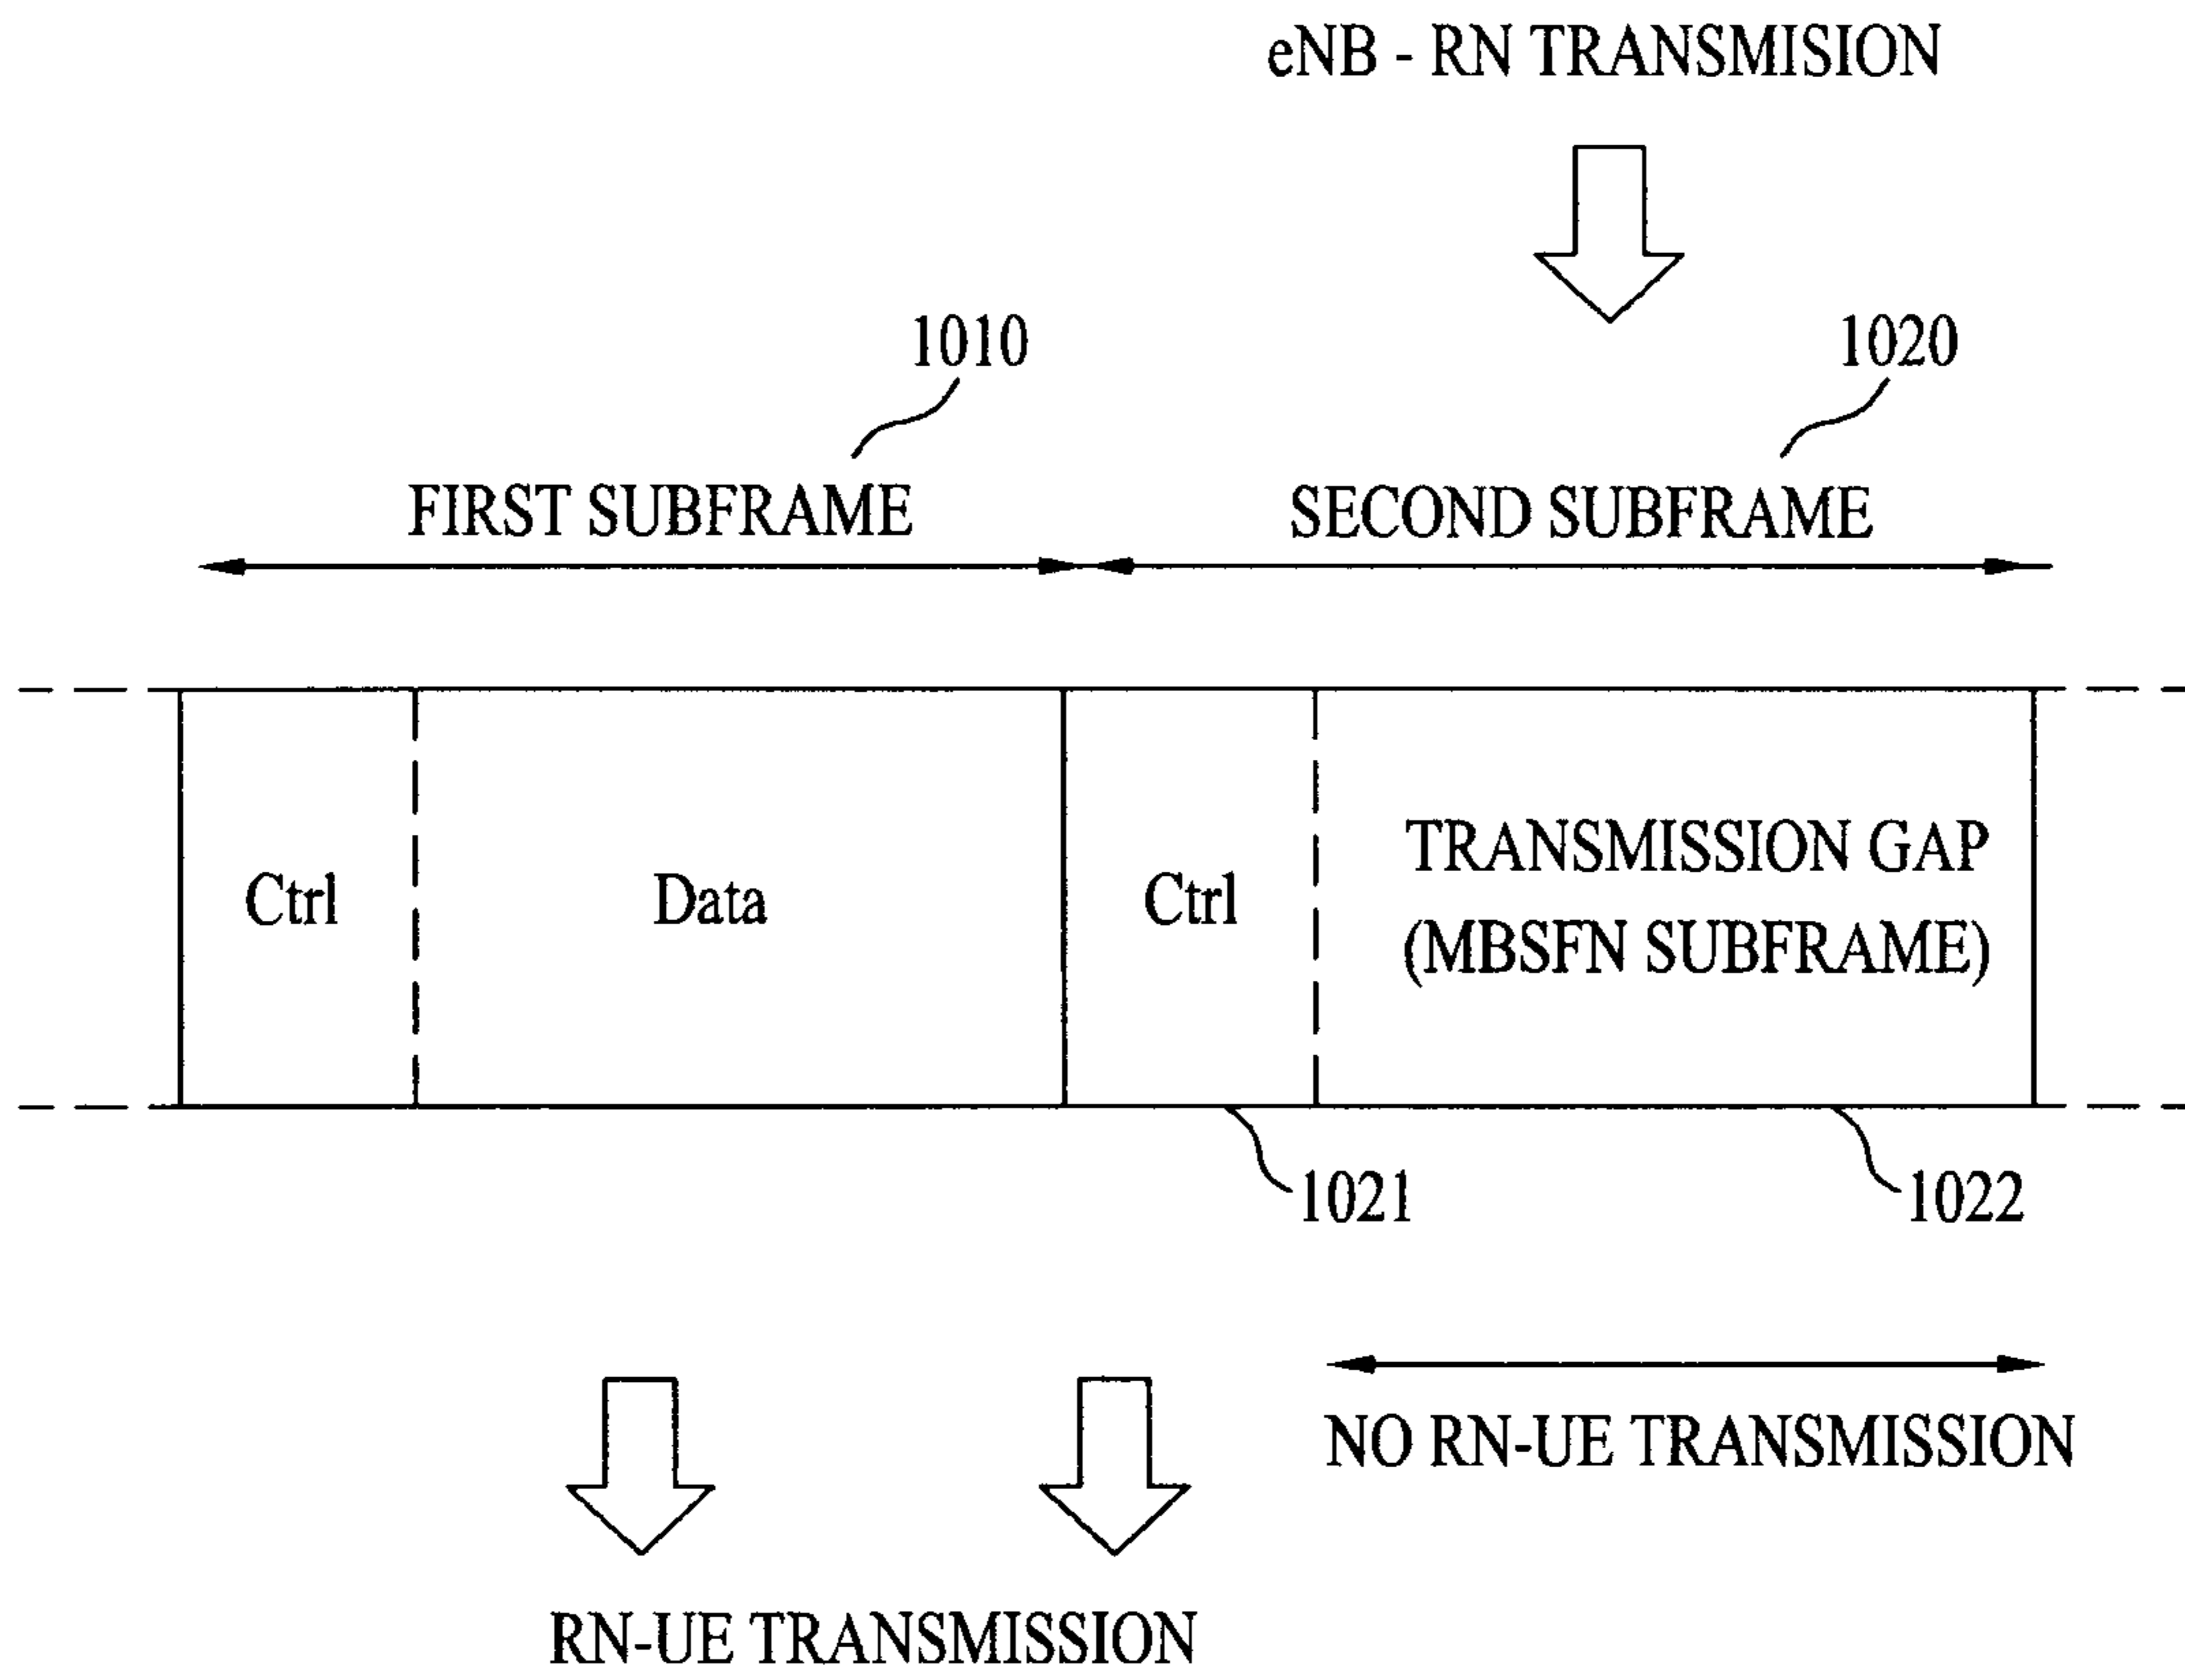 eNB - RN TRANSMISION
1010
1020
FIRST SUBFRAME
SECOND SUBFRAME
Ctrl
Data
Ctrl
TRANSMISSION GAP
(MBSFN SUBFRAME)
1021
1022
NO RN-UE TRANSMISSION
RN-UE TRANSMISSION